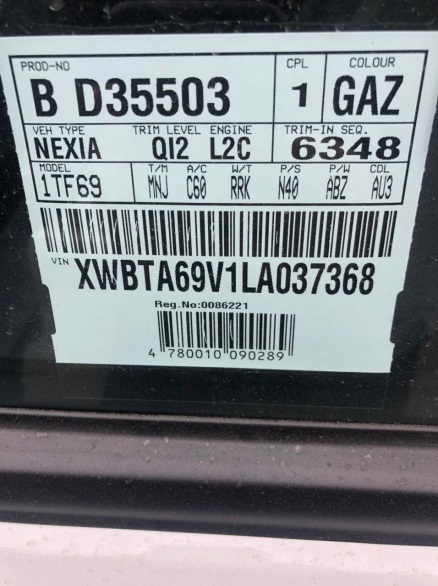 PROD-NO CPL COLOUR
B D35503 1 GAZ
VEH TYPE TRIM LEVEL ENGINE TRIM-IN SEQ.
NEXIA QI2 L2C 6348
MODEL T/M A/C W/T P/S P/W CDL
1TF69 MNJ C60 RRK N40 ABZ AU3
VIN XWBTA69V1LA037368
Reg.No:0086221
4 780010 090289